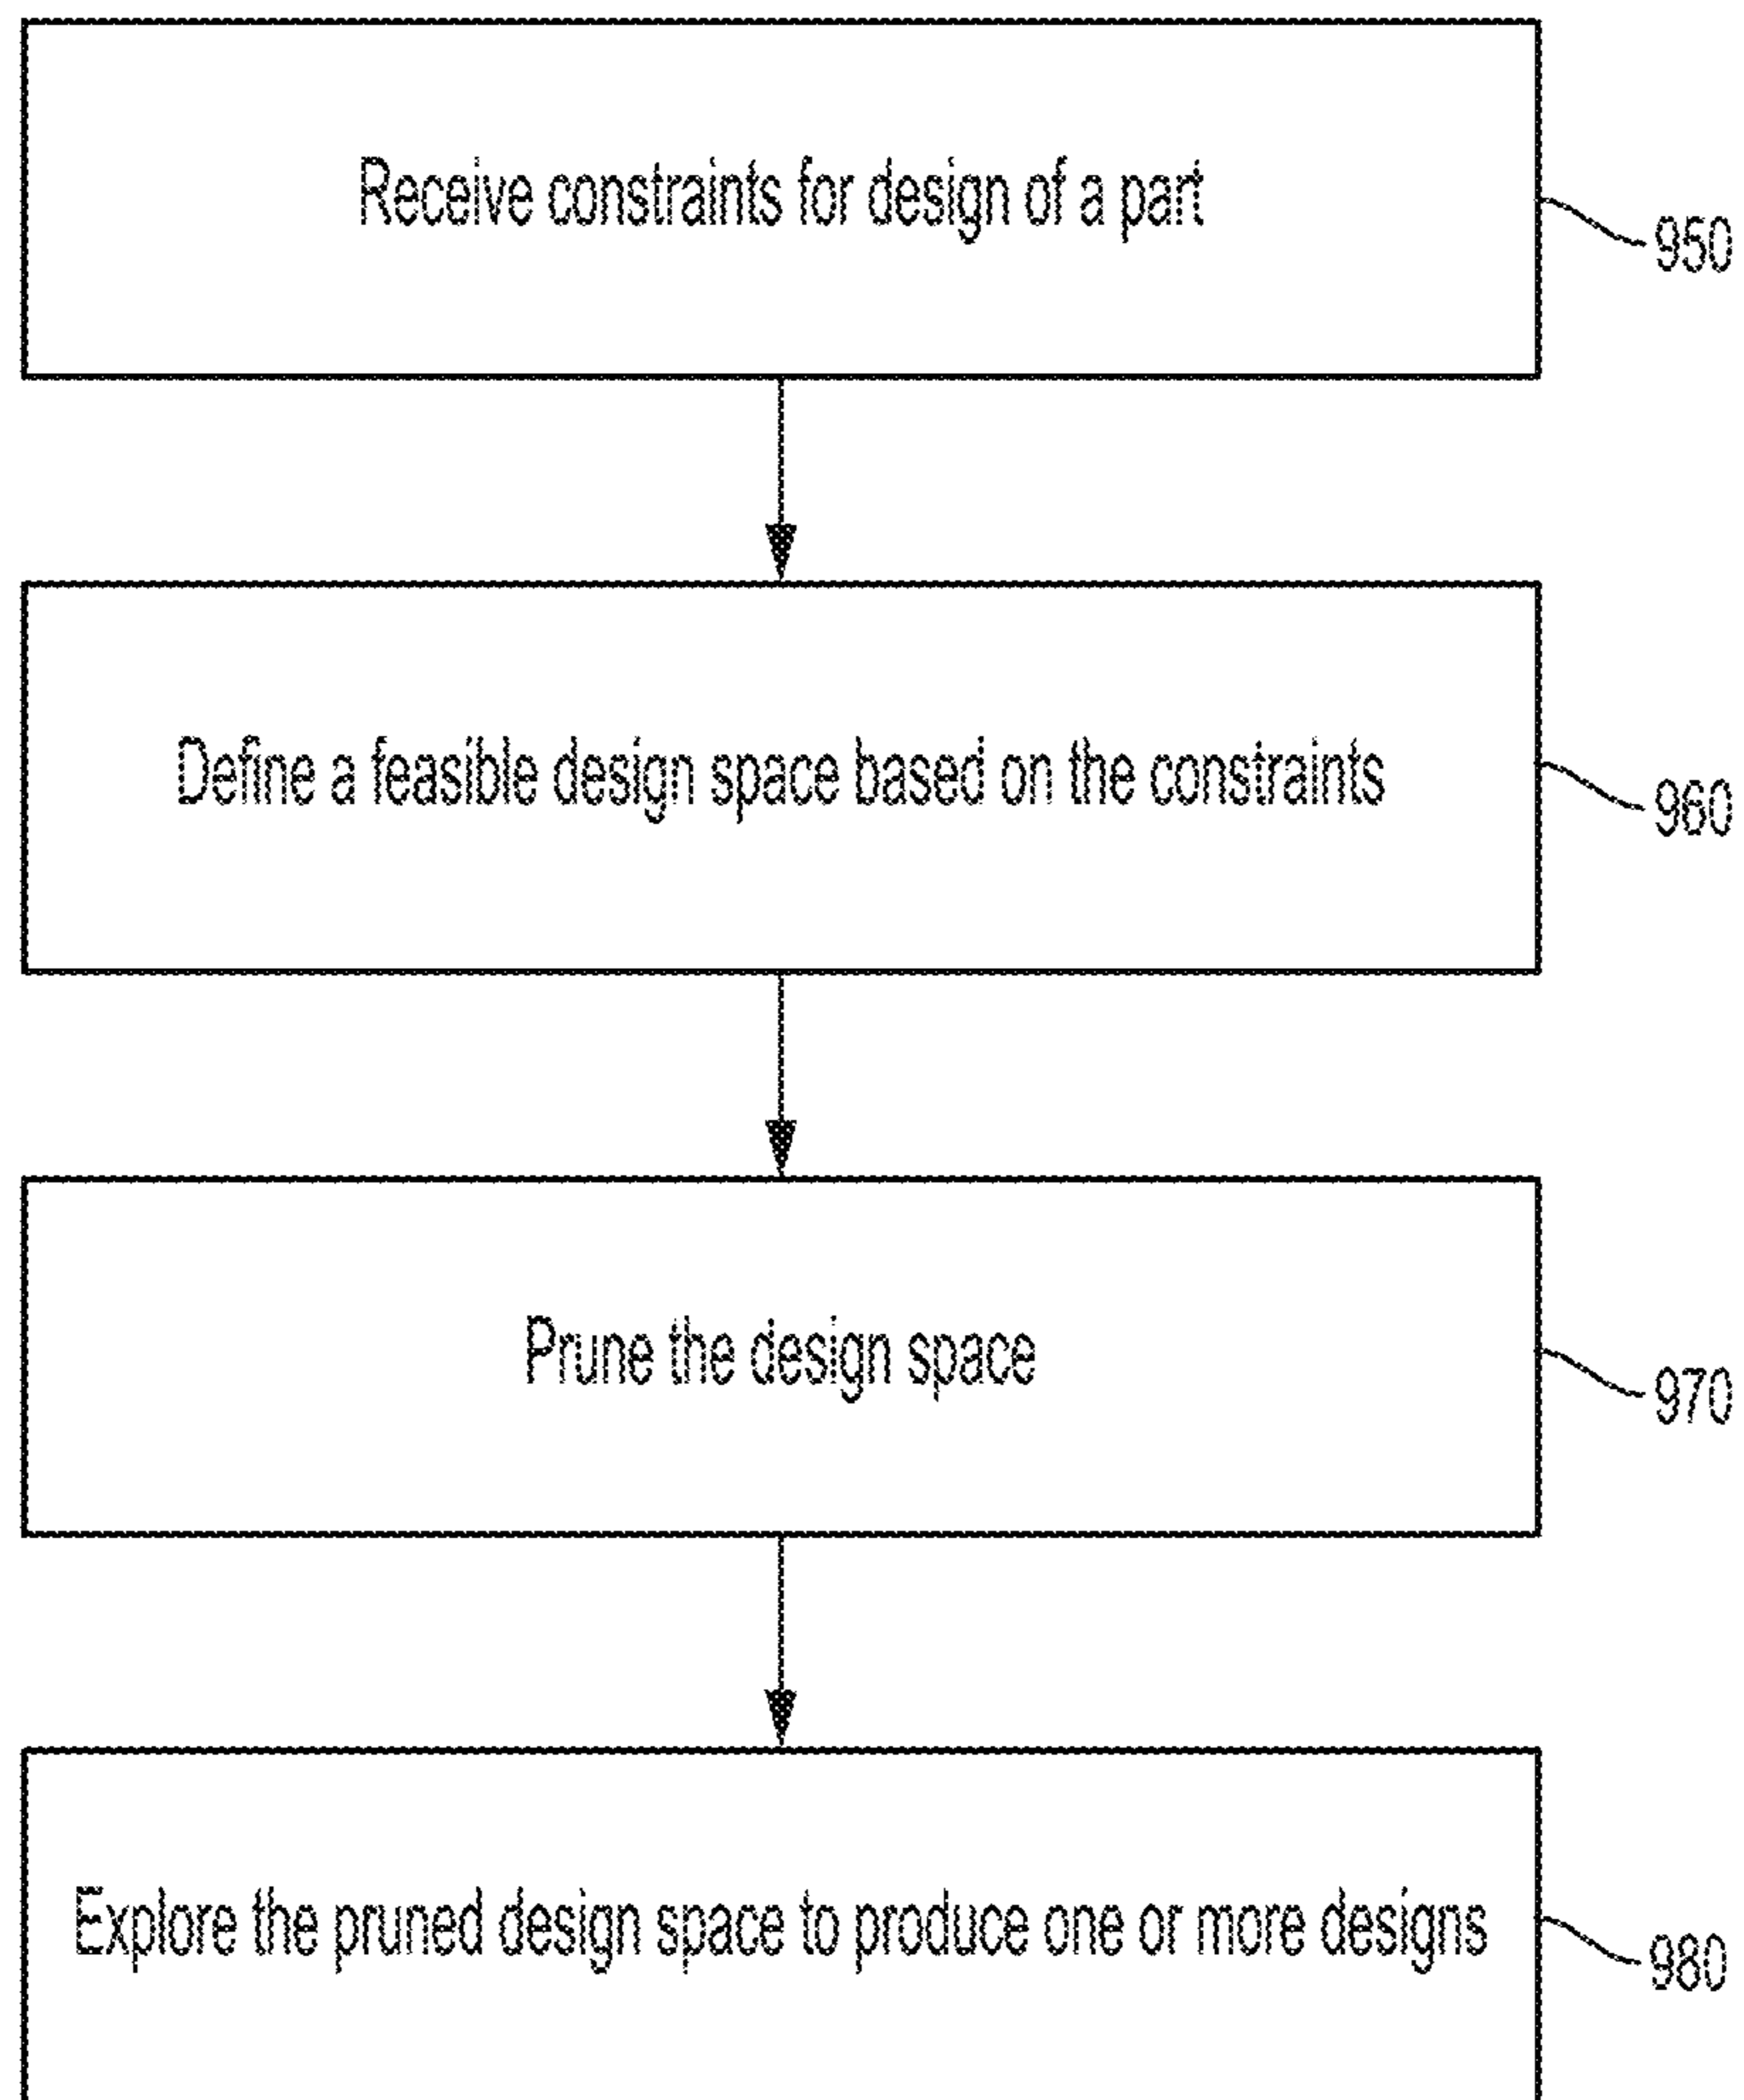 Receive constraints for design of a part
950
Define a feasible design space based on the constraints
960
Prune the design space
970
Explore the pruned design space to produce one or more designs
980